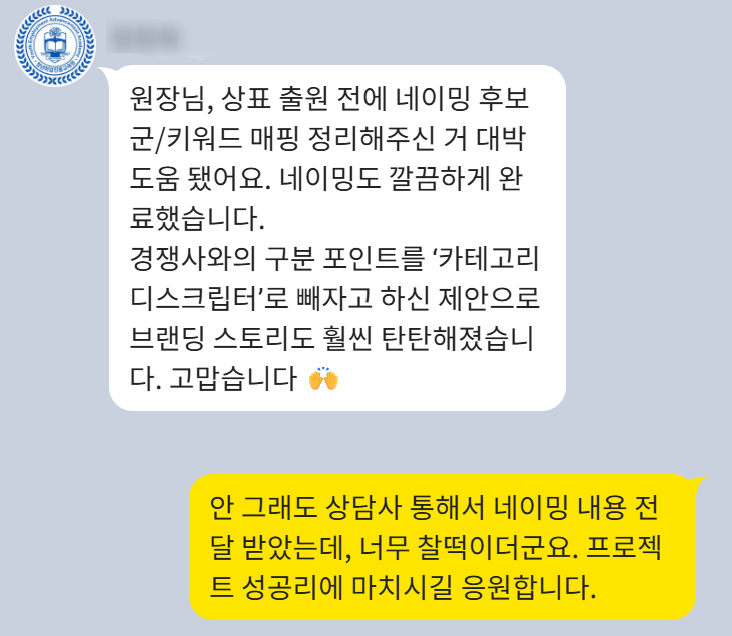 원장님, 상표 출원 전에 네이밍 후보
군/키워드 매핑 정리해주신 거 대박
도움 됐어요. 네이밍도 깔끔하게 완
료했습니다.
경쟁사와의 구분 포인트를 ‘카테고리
디스크립터’로 빼자고 하신 제안으로
브랜딩 스토리도 훨씬 탄탄해졌습니
다. 고맙습니다 🙌
안 그래도 상담사 통해서 네이밍 내용 전
달 받았는데, 너무 찰떡이더군요. 프로젝
트 성공리에 마치시길 응원합니다.